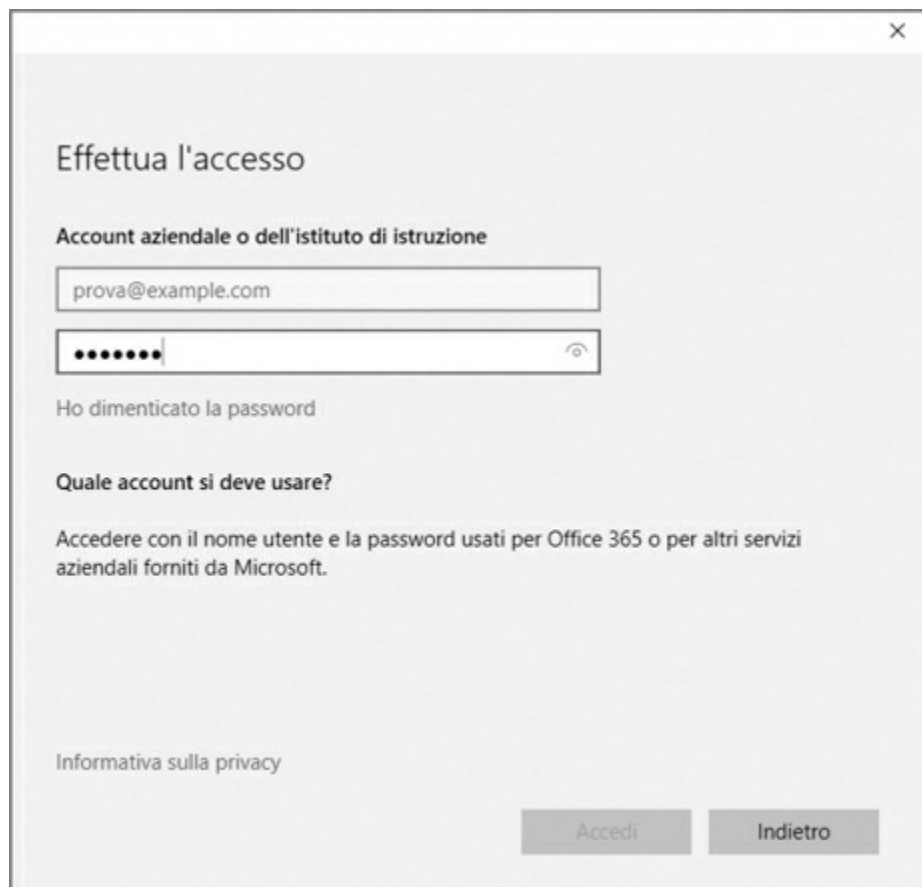 Effettua l'accesso
Account aziendale o dell'istituto di istruzione
prova@example.com
•••••••
Ho dimenticato la password
Quale account si deve usare?
Accedere con il nome utente e la password usati per Office 365 o per altri servizi
aziendali forniti da Microsoft.
Informativa sulla privacy
Accedi
Indietro